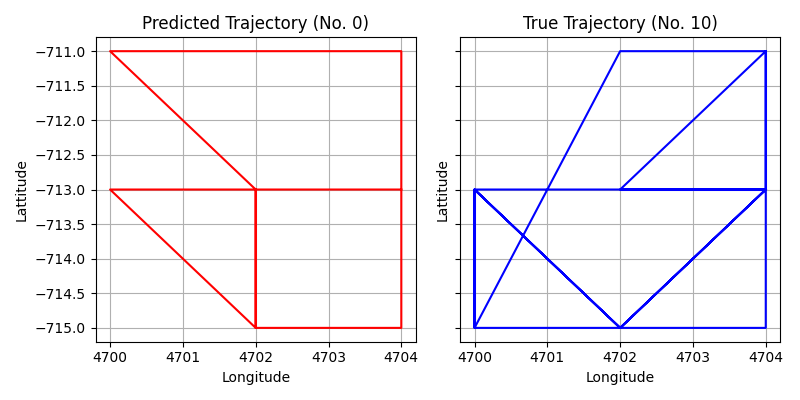 Predicted Trajectory (No. 0)
−711.0
−711.5
−712.0
−712.5
−713.0
−713.5
−714.0
−714.5
−715.0
Lattitude
4700 4701 4702 4703 4704
Longitude
True Trajectory (No. 10)
Lattitude
4700 4701 4702 4703 4704
Longitude